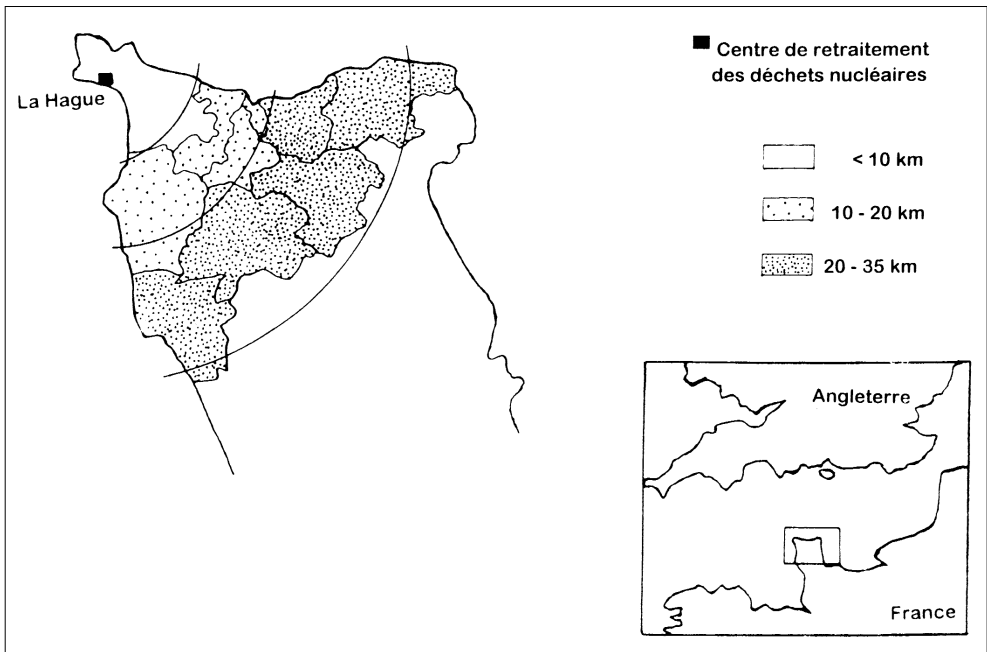 La Hague
Centre de retraitement
des déchets nucléaires
< 10 km
10 - 20 km
20 - 35 km
Angleterre
France